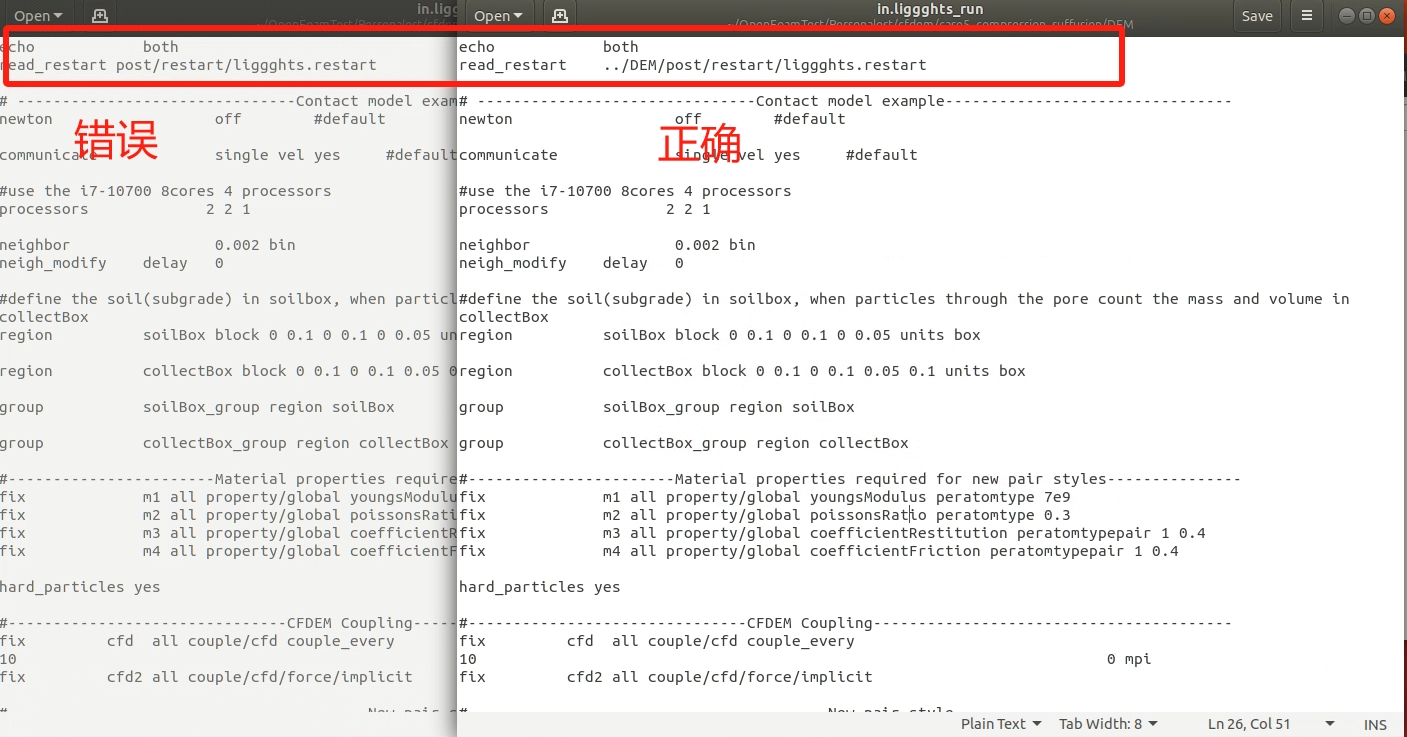 Open in.liggghts
~/OpenFoamTest/Personalert/cfdem
echo both
read_restart post/restart/liggghts.restart
# -------------------------------Contact model exam
newton off #default
错误
communicate single vel yes #default
#use the i7-10700 8cores 4 processors
processors 2 2 1
neighbor 0.002 bin
neigh_modify delay 0
#define the soil(subgrade) in soilbox, when particl
collectBox
region soilBox block 0 0.1 0 0.1 0 0.05 un
region collectBox block 0 0.1 0 0.1 0.05 0
group soilBox_group region soilBox
group collectBox_group region collectBox
#-----------------------Material properties require
fix m1 all property/global youngsModulu
fix m2 all property/global poissonsRati
fix m3 all property/global coefficientR
fix m4 all property/global coefficientF
hard_particles yes
#-------------------------------CFDEM Coupling-----
fix cfd all couple/cfd couple_every
10
fix cfd2 all couple/cfd/force/implicit
# New pair s
Open in.liggghts_run Save
~/OpenFoamTest/Personalert/cfdem/case5_compression_suffusion/DEM
echo both
read_restart ../DEM/post/restart/liggghts.restart
# -------------------------------Contact model example--------------------------------
newton off #default
正确
communicate single vel yes #default
#use the i7-10700 8cores 4 processors
processors 2 2 1
neighbor 0.002 bin
neigh_modify delay 0
#define the soil(subgrade) in soilbox, when particles through the pore count the mass and volume in
collectBox
region soilBox block 0 0.1 0 0.1 0 0.05 units box
region collectBox block 0 0.1 0 0.1 0.05 0.1 units box
group soilBox_group region soilBox
group collectBox_group region collectBox
#-----------------------Material properties required for new pair styles---------------
fix m1 all property/global youngsModulus peratomtype 7e9
fix m2 all property/global poissonsRatio peratomtype 0.3
fix m3 all property/global coefficientRestitution peratomtypepair 1 0.4
fix m4 all property/global coefficientFriction peratomtypepair 1 0.4
hard_particles yes
#-------------------------------CFDEM Coupling----------------------------------------
fix cfd all couple/cfd couple_every
10 0 mpi
fix cfd2 all couple/cfd/force/implicit
# New pair style
Plain Text Tab Width: 8 Ln 26, Col 51 INS